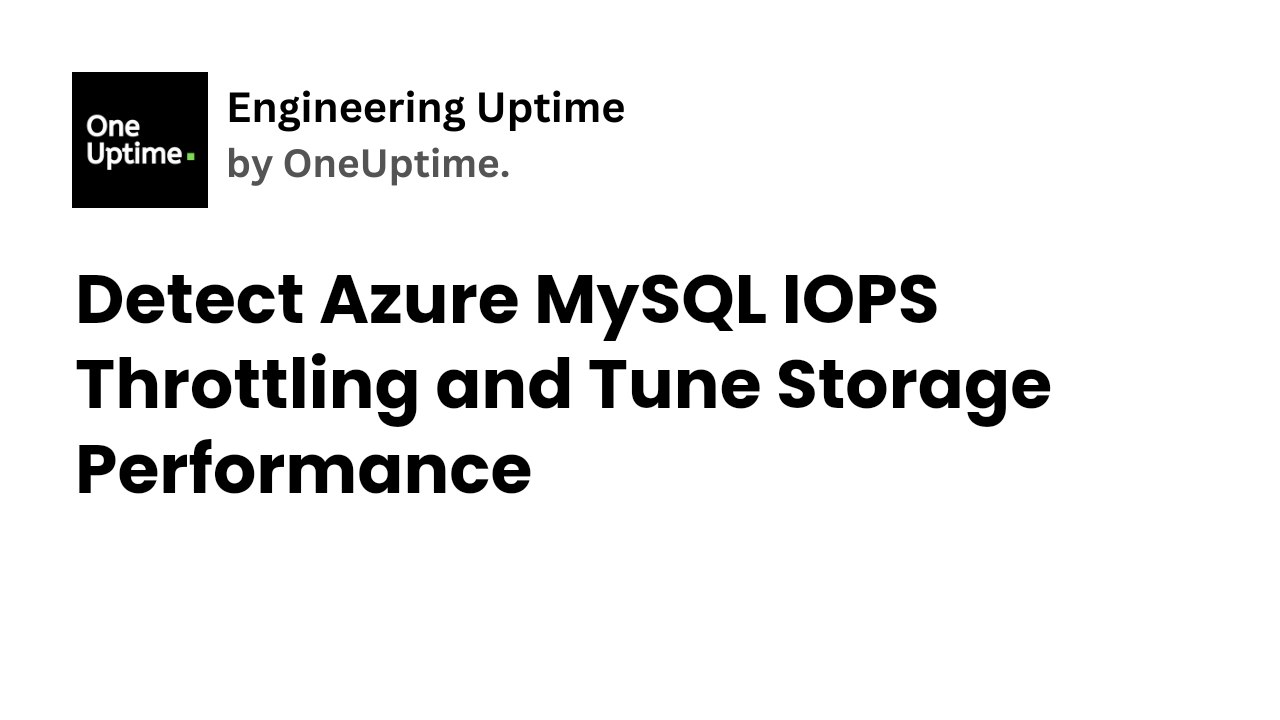 One
Uptime.
Engineering Uptime
by OneUptime.
Detect Azure MySQL IOPS
Throttling and Tune Storage
Performance